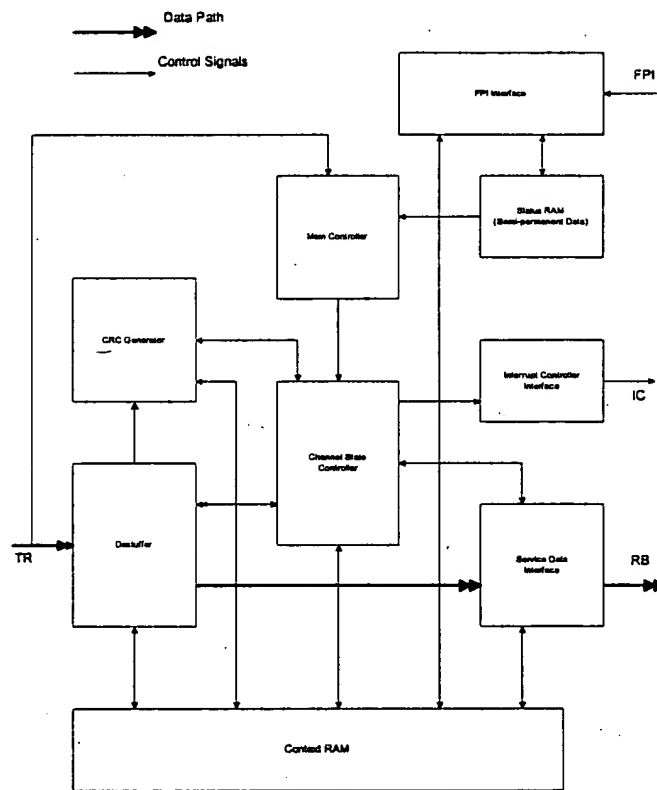 Data Path
Control Signals
FPI Interface
FPI
Status RAM
(Semi-permanent Data)
Main Controller
CRC Generator
Interrupt Controller
Interface
IC
Channel State
Controller
Destuffer
TR
Service Data
Interface
RB
Context RAM